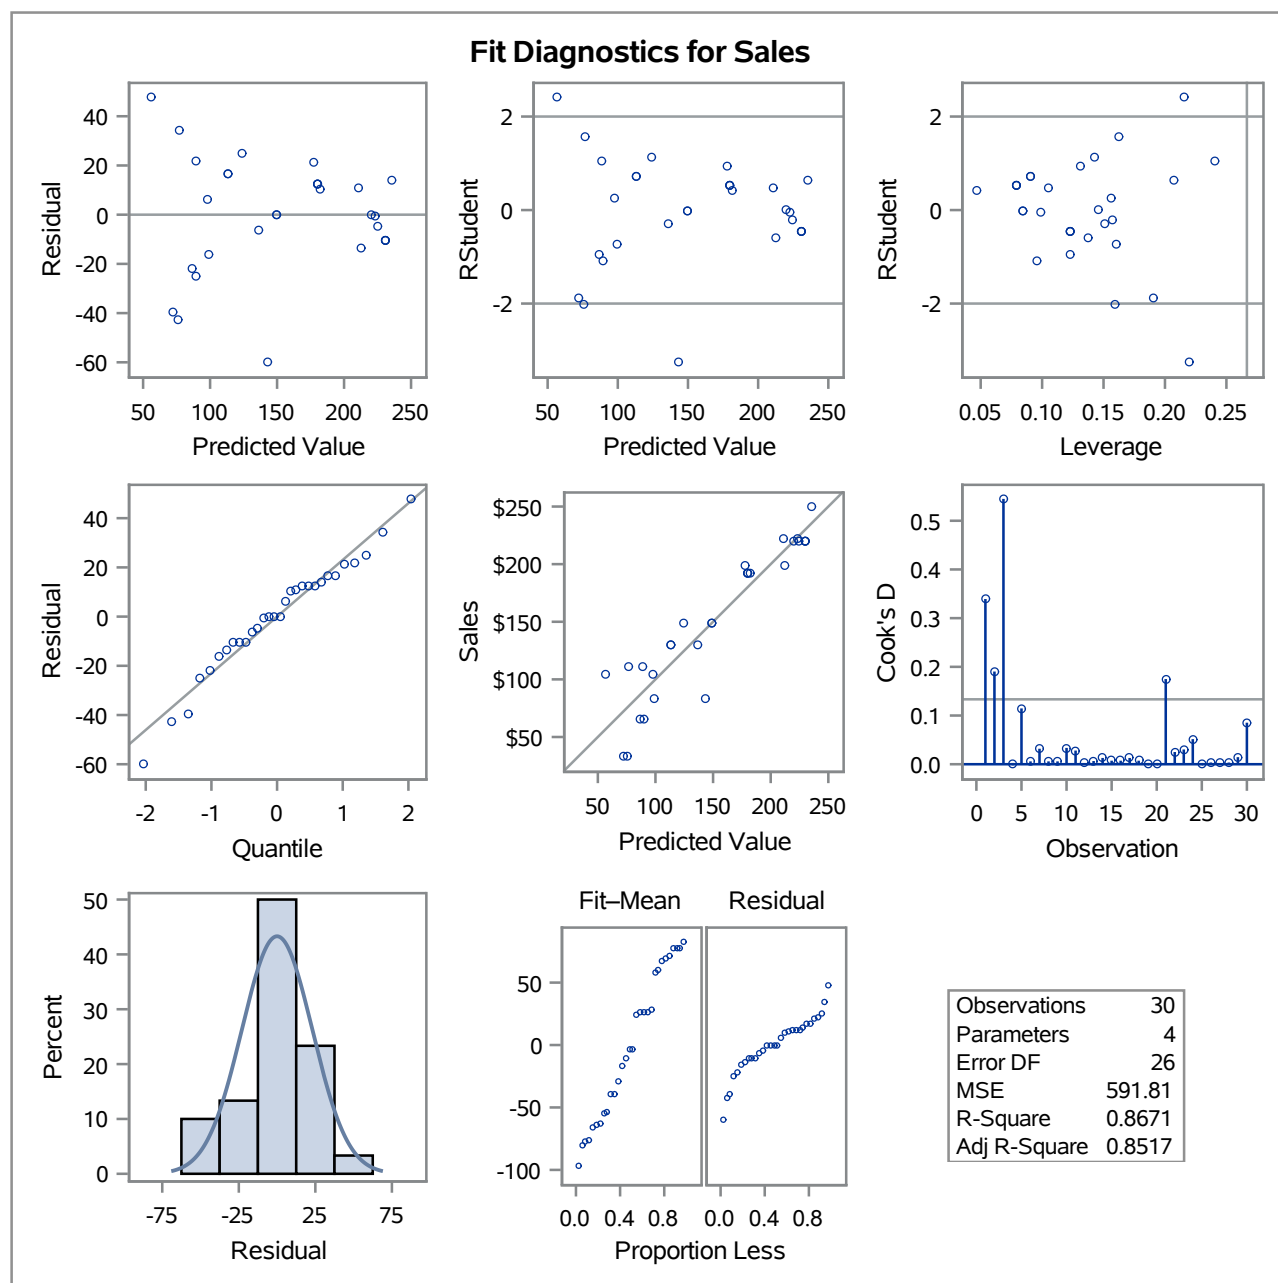 Fit Diagnostics for Sales
Residual
40
20
0
-20
-40
-60
50 100 150 200 250
Predicted Value
RStudent
2
0
-2
50 100 150 200 250
Predicted Value
RStudent
2
0
-2
0.05 0.10 0.15 0.20 0.25
Leverage
Residual
40
20
0
-20
-40
-60
-2 -1 0 1 2
Quantile
Sales
$250
$200
$150
$100
$50
50 100 150 200 250
Predicted Value
Cook's D
0.5
0.4
0.3
0.2
0.1
0.0
0 5 10 15 20 25 30
Observation
Percent
50
40
30
20
10
0
-75 -25 25 75
Residual
Fit–Mean Residual
50
0
-50
-100
0.0 0.4 0.8 0.0 0.4 0.8
Proportion Less
Observations 30
Parameters 4
Error DF 26
MSE 591.81
R-Square 0.8671
Adj R-Square 0.8517